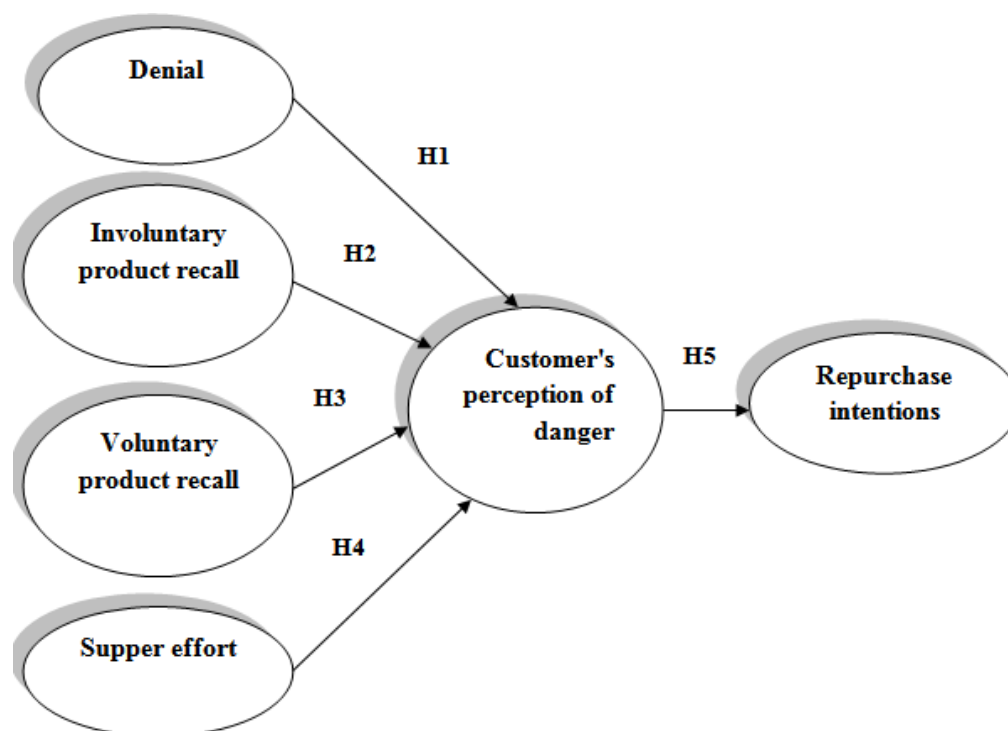 Denial
H1
Involuntary
product recall
H2
Customer's
perception of
danger
H5
Repurchase
intentions
H3
Voluntary
product recall
H4
Supper effort